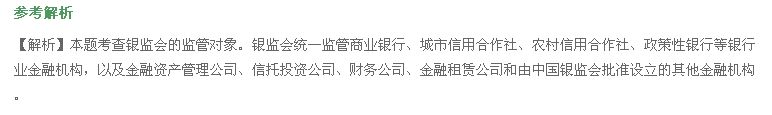 参考解析
【解析】本题考查银监会的监管对象。银监会统一监管商业银行、城市信用合作社、农村信用合作社、政策性银行等银行
业金融机构，以及金融资产管理公司、信托投资公司、财务公司、金融租赁公司和由中国银监会批准设立的其他金融机构
。